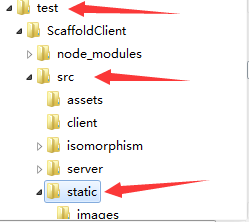 test
ScaffoldClient
node_modules
src
assets
client
isomorphism
server
static
images